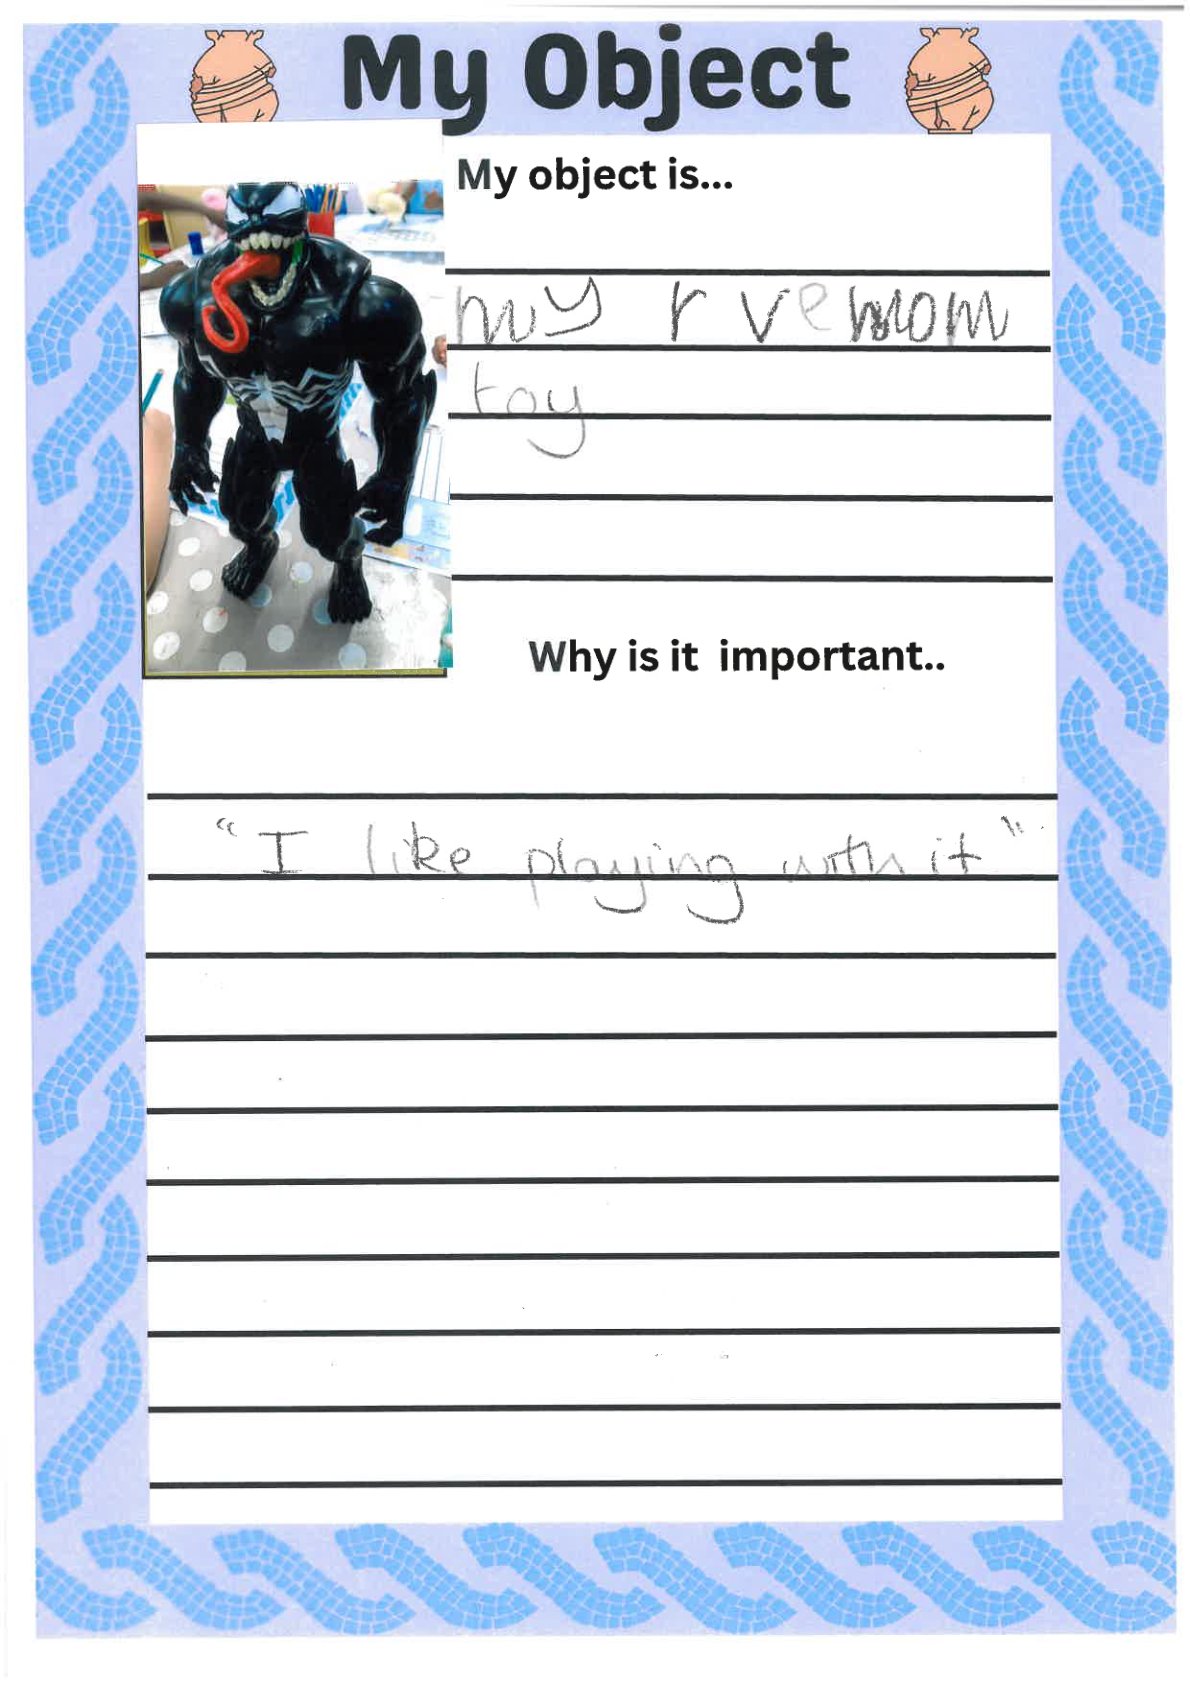 My Object
My object is...
my r vemom
toy
Why is it important..
"I like playing with it"